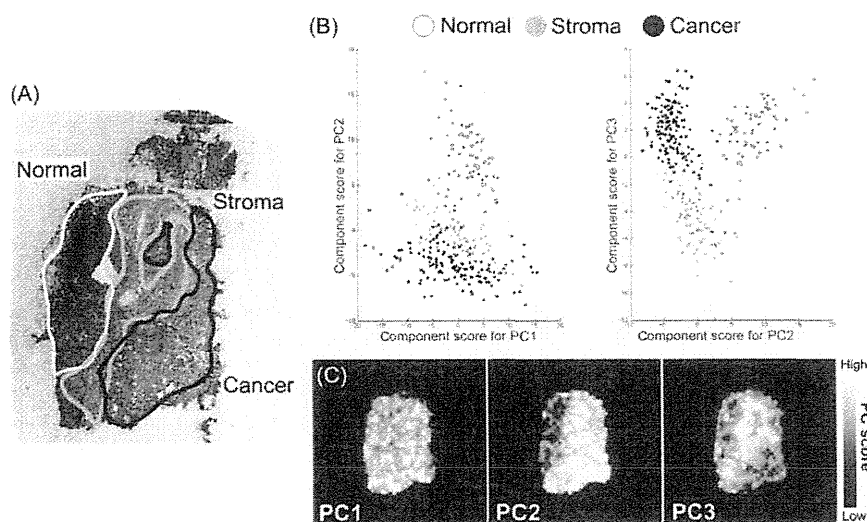 (A)
Normal
Stroma
Cancer
(B)
Normal Stroma Cancer
Component score for PC2
Component score for PC1
Component score for PC3
Component score for PC2
(C)
PC1
PC2
PC3
High
PC score
Low